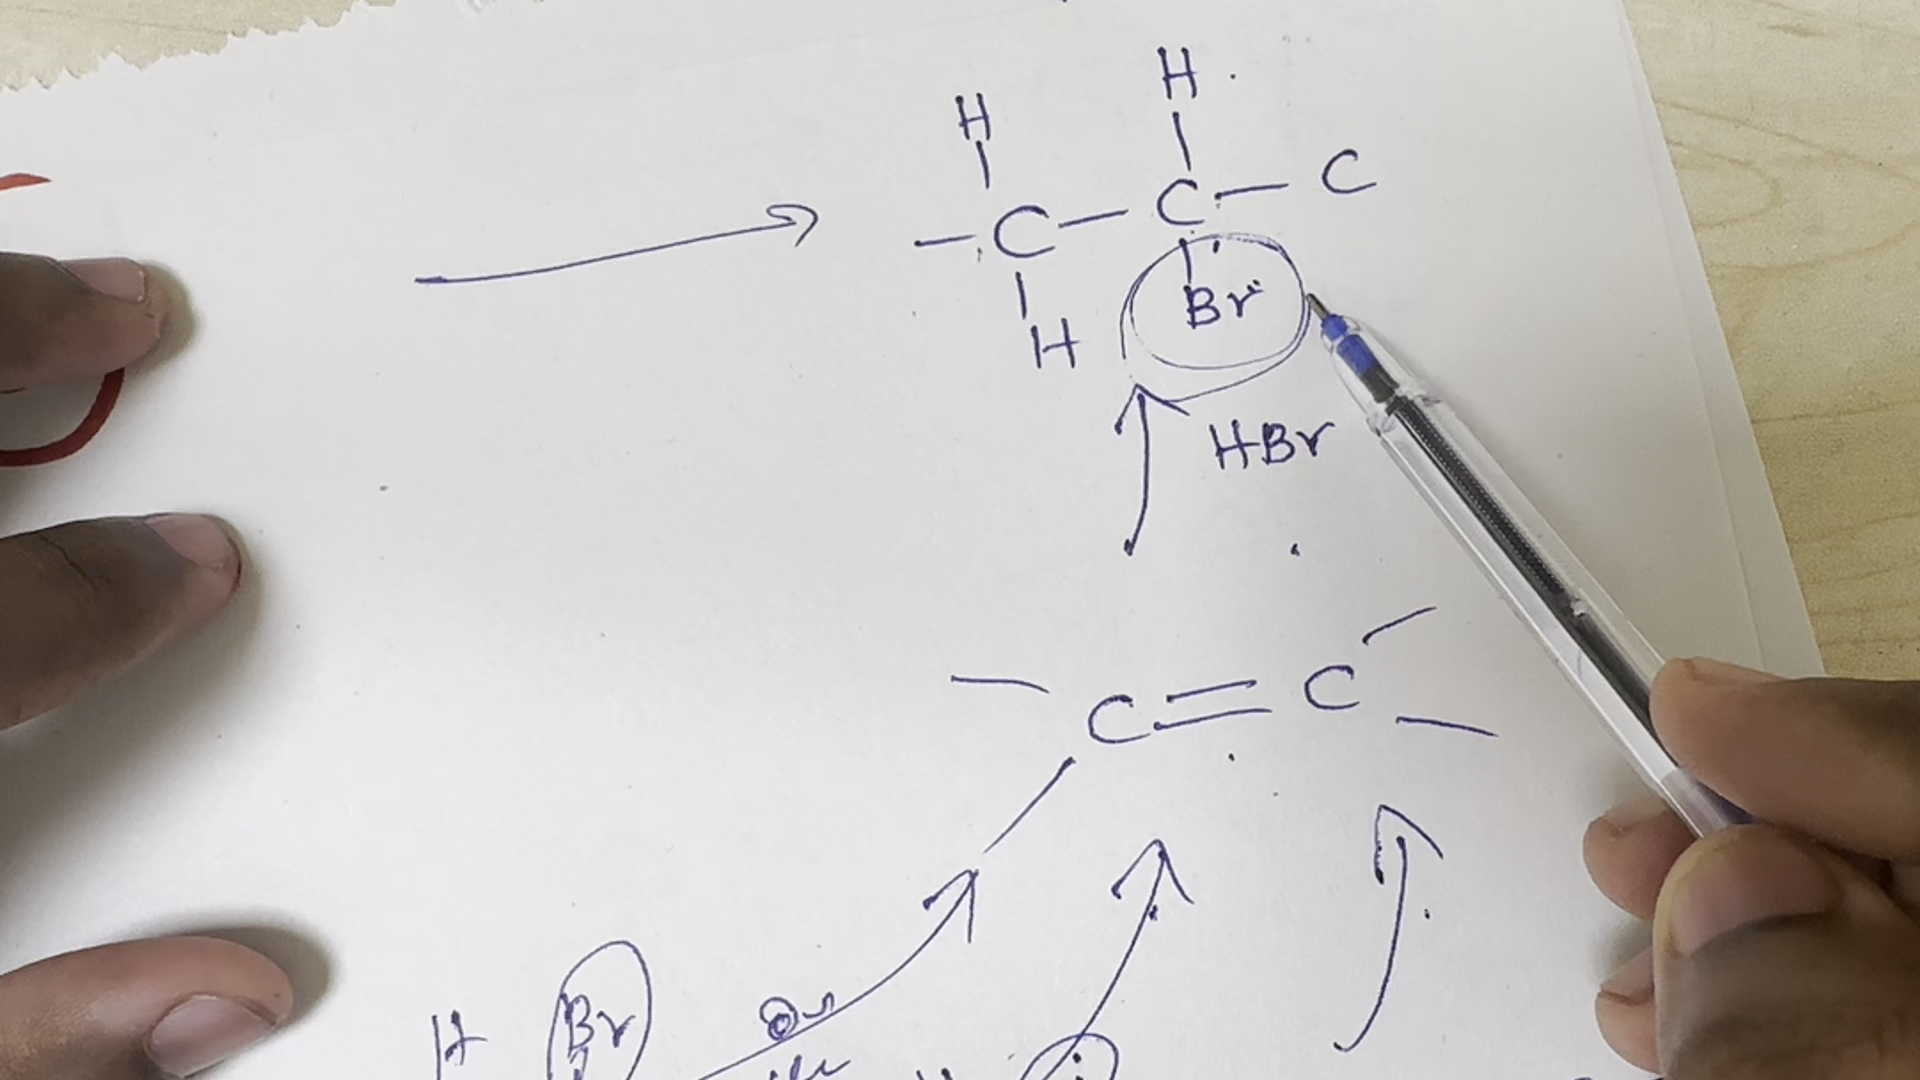 H
H
— C — C — C
Br
H
HBr
C = C
H Br